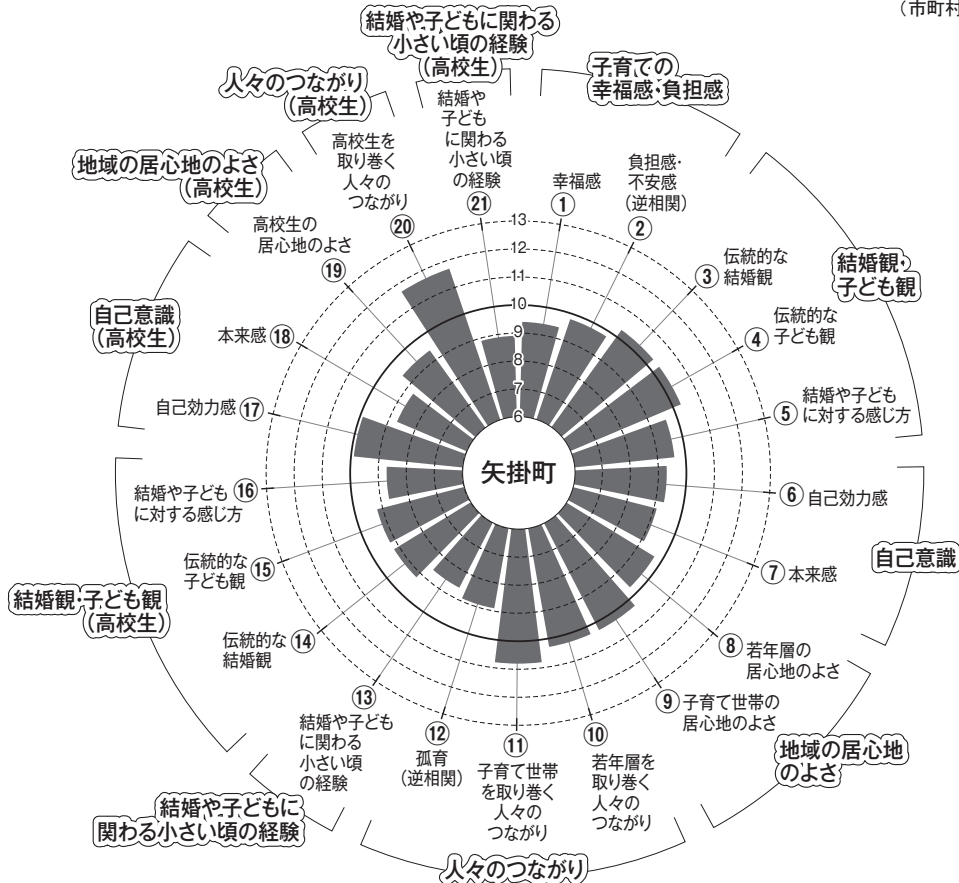 （市町村
結婚や子どもに関わる
小さい頃の経験
（高校生）
子育ての
幸福感・負担感
人々のつながり
（高校生）
地域の居心地のよさ
（高校生）
自己意識
（高校生）
結婚観・
子ども観
自己意識
地域の居心地
のよさ
人々のつながり
結婚や子どもに
関わる小さい頃の経験
結婚観・子ども観
（高校生）
幸福感
①
負担感・
不安感
（逆相関）
②
③ 伝統的な
結婚観
④ 伝統的な
子ども観
⑤ 結婚や子ども
に対する感じ方
⑥ 自己効力感
⑦ 本来感
⑧ 若年層の
居心地のよさ
⑨ 子育て世帯の
居心地のよさ
⑩
若年層を
取り巻く
人々の
つながり
⑪
子育て世帯
を取り巻く
人々の
つながり
⑫
孤育
（逆相関）
⑬
結婚や子ども
に関わる
小さい頃
の経験
伝統的な ⑭
結婚観
伝統的な ⑮
子ども観
結婚や子ども ⑯
に対する感じ方
自己効力感 ⑰
本来感 ⑱
高校生の
居心地のよさ
⑲
高校生を
取り巻く
人々の
つながり
⑳
結婚や
子ども
に関わる
小さい頃
の経験
㉑
13
12
11
10
9
8
7
6
矢掛町